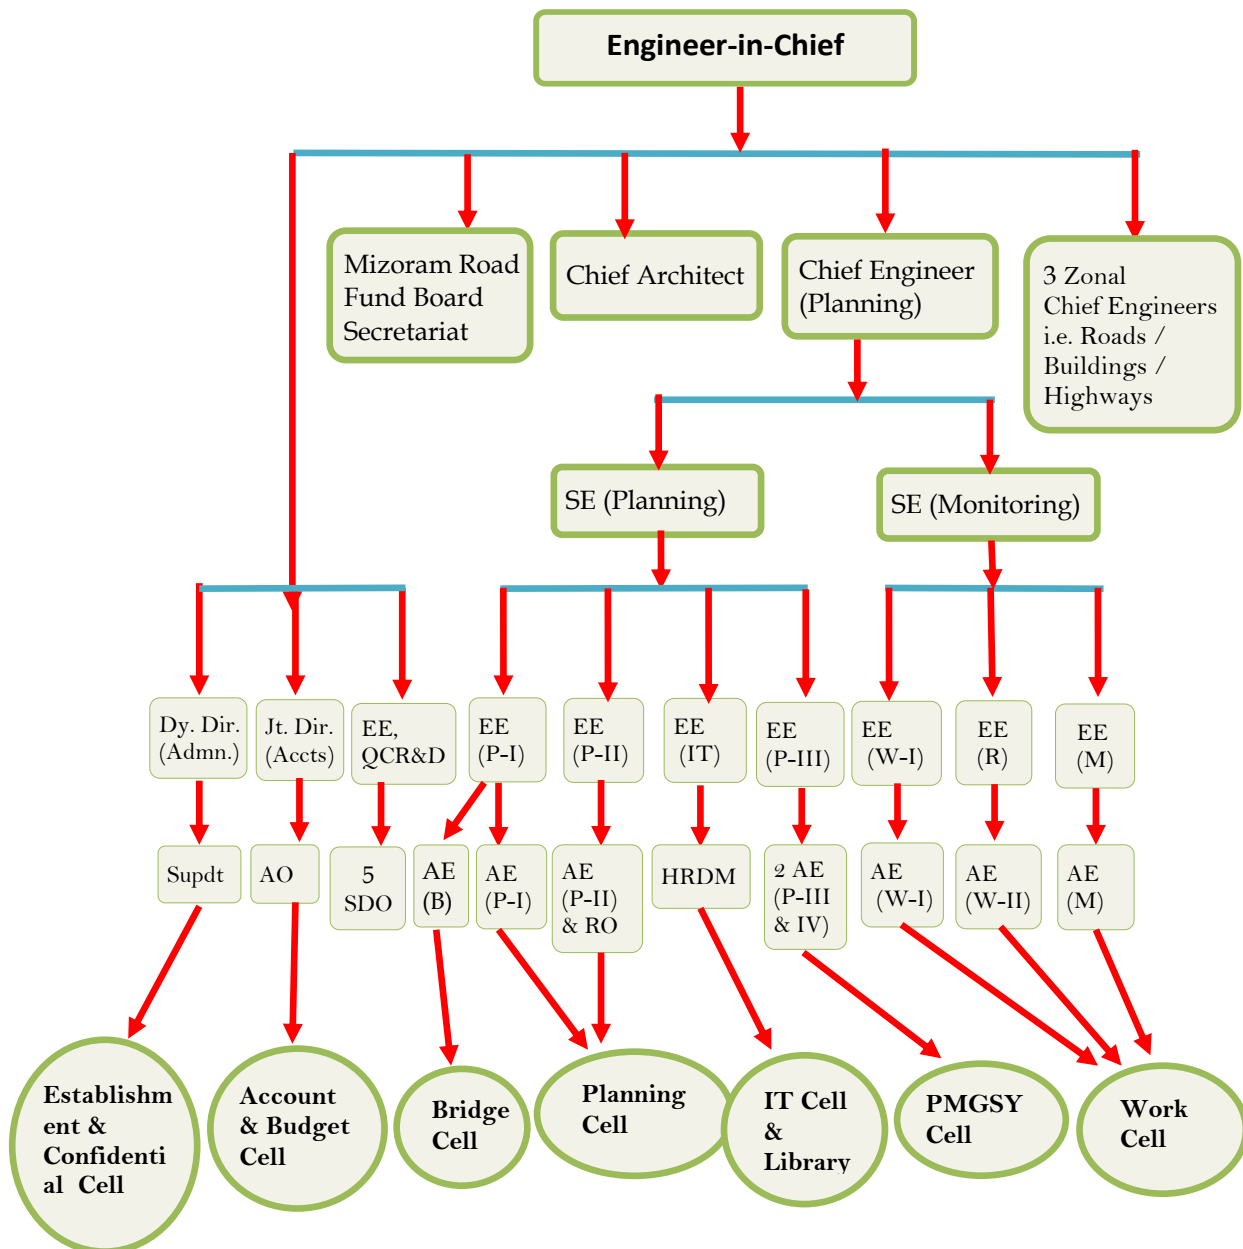 Engineer-in-Chief
Mizoram Road
Fund Board
Secretariat
Chief Architect
Chief Engineer
(Planning)
3 Zonal
Chief Engineers
i.e. Roads /
Buildings /
Highways
SE (Planning)
SE (Monitoring)
Dy. Dir.
(Admn.)
Jt. Dir.
(Accts)
EE,
QCR&D
EE
(P-I)
EE
(P-II)
EE
(IT)
EE
(P-III)
EE
(W-I)
EE
(R)
EE
(M)
Supdt
AO
5
SDO
AE
(B)
AE
(P-I)
AE
(P-II)
& RO
HRDM
2 AE
(P-III
& IV)
AE
(W-I)
AE
(W-II)
AE
(M)
Establishm
ent &
Confidenti
al Cell
Account
& Budget
Cell
Bridge
Cell
Planning
Cell
IT Cell
&
Library
PMGSY
Cell
Work
Cell